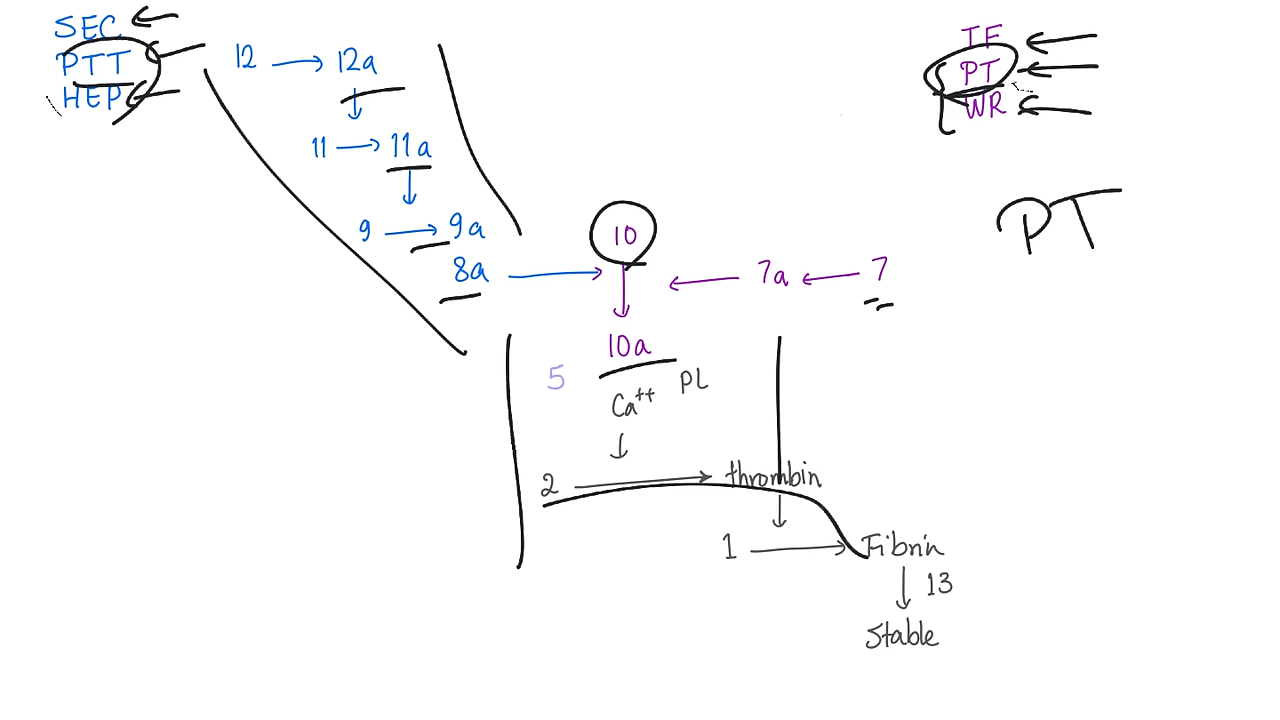 SEC
PTT
HEP
TF
PT
WR
PT
12 → 12a
↓
11 → 11a
↓
9 → 9a
8a → 10 ← 7a ← 7
↓
10a
5 Ca++ PL
↓
2 → thrombin
↓
1 → Fibrin
↓ 13
Stable